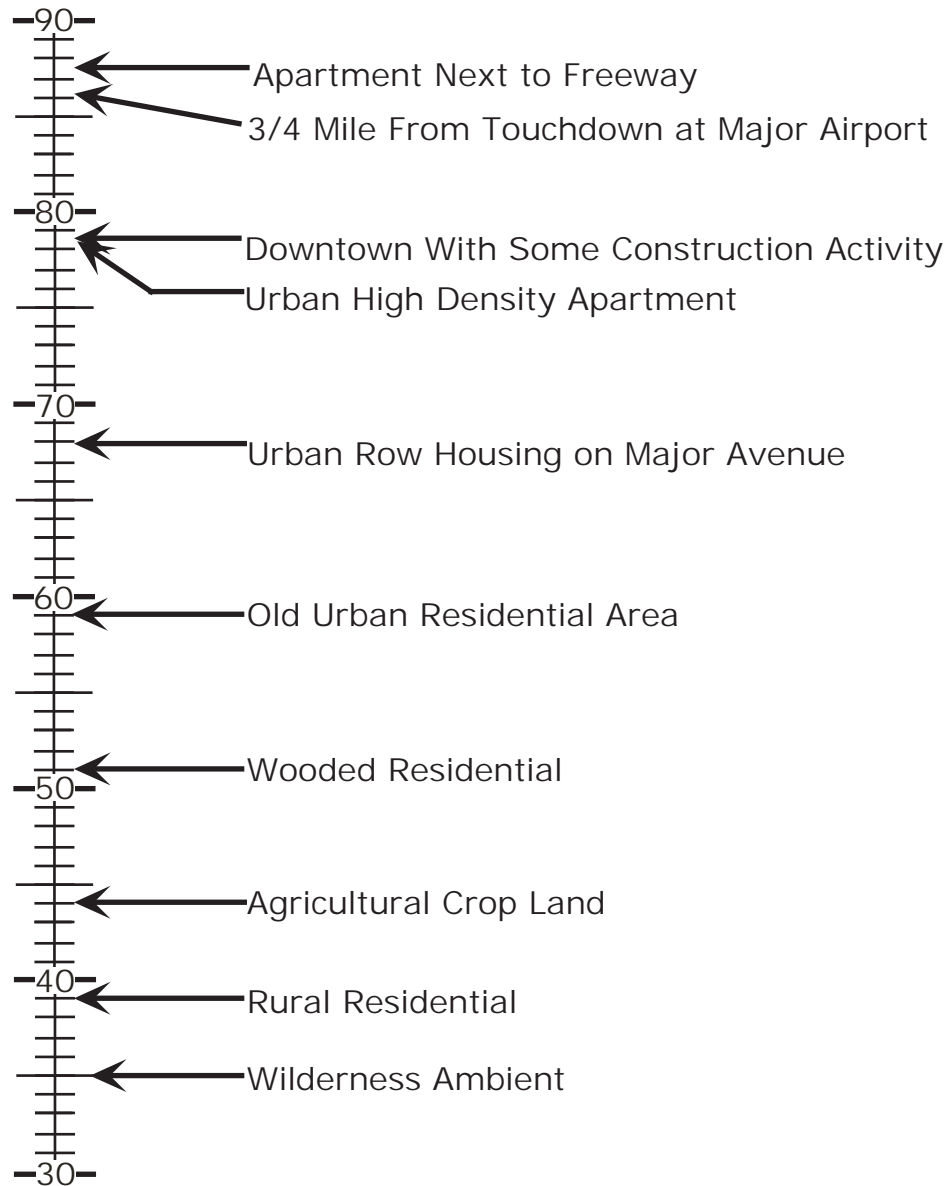 90
Apartment Next to Freeway
3/4 Mile From Touchdown at Major Airport
80
Downtown With Some Construction Activity
Urban High Density Apartment
70
Urban Row Housing on Major Avenue
60
Old Urban Residential Area
Wooded Residential
50
Agricultural Crop Land
40
Rural Residential
Wilderness Ambient
30